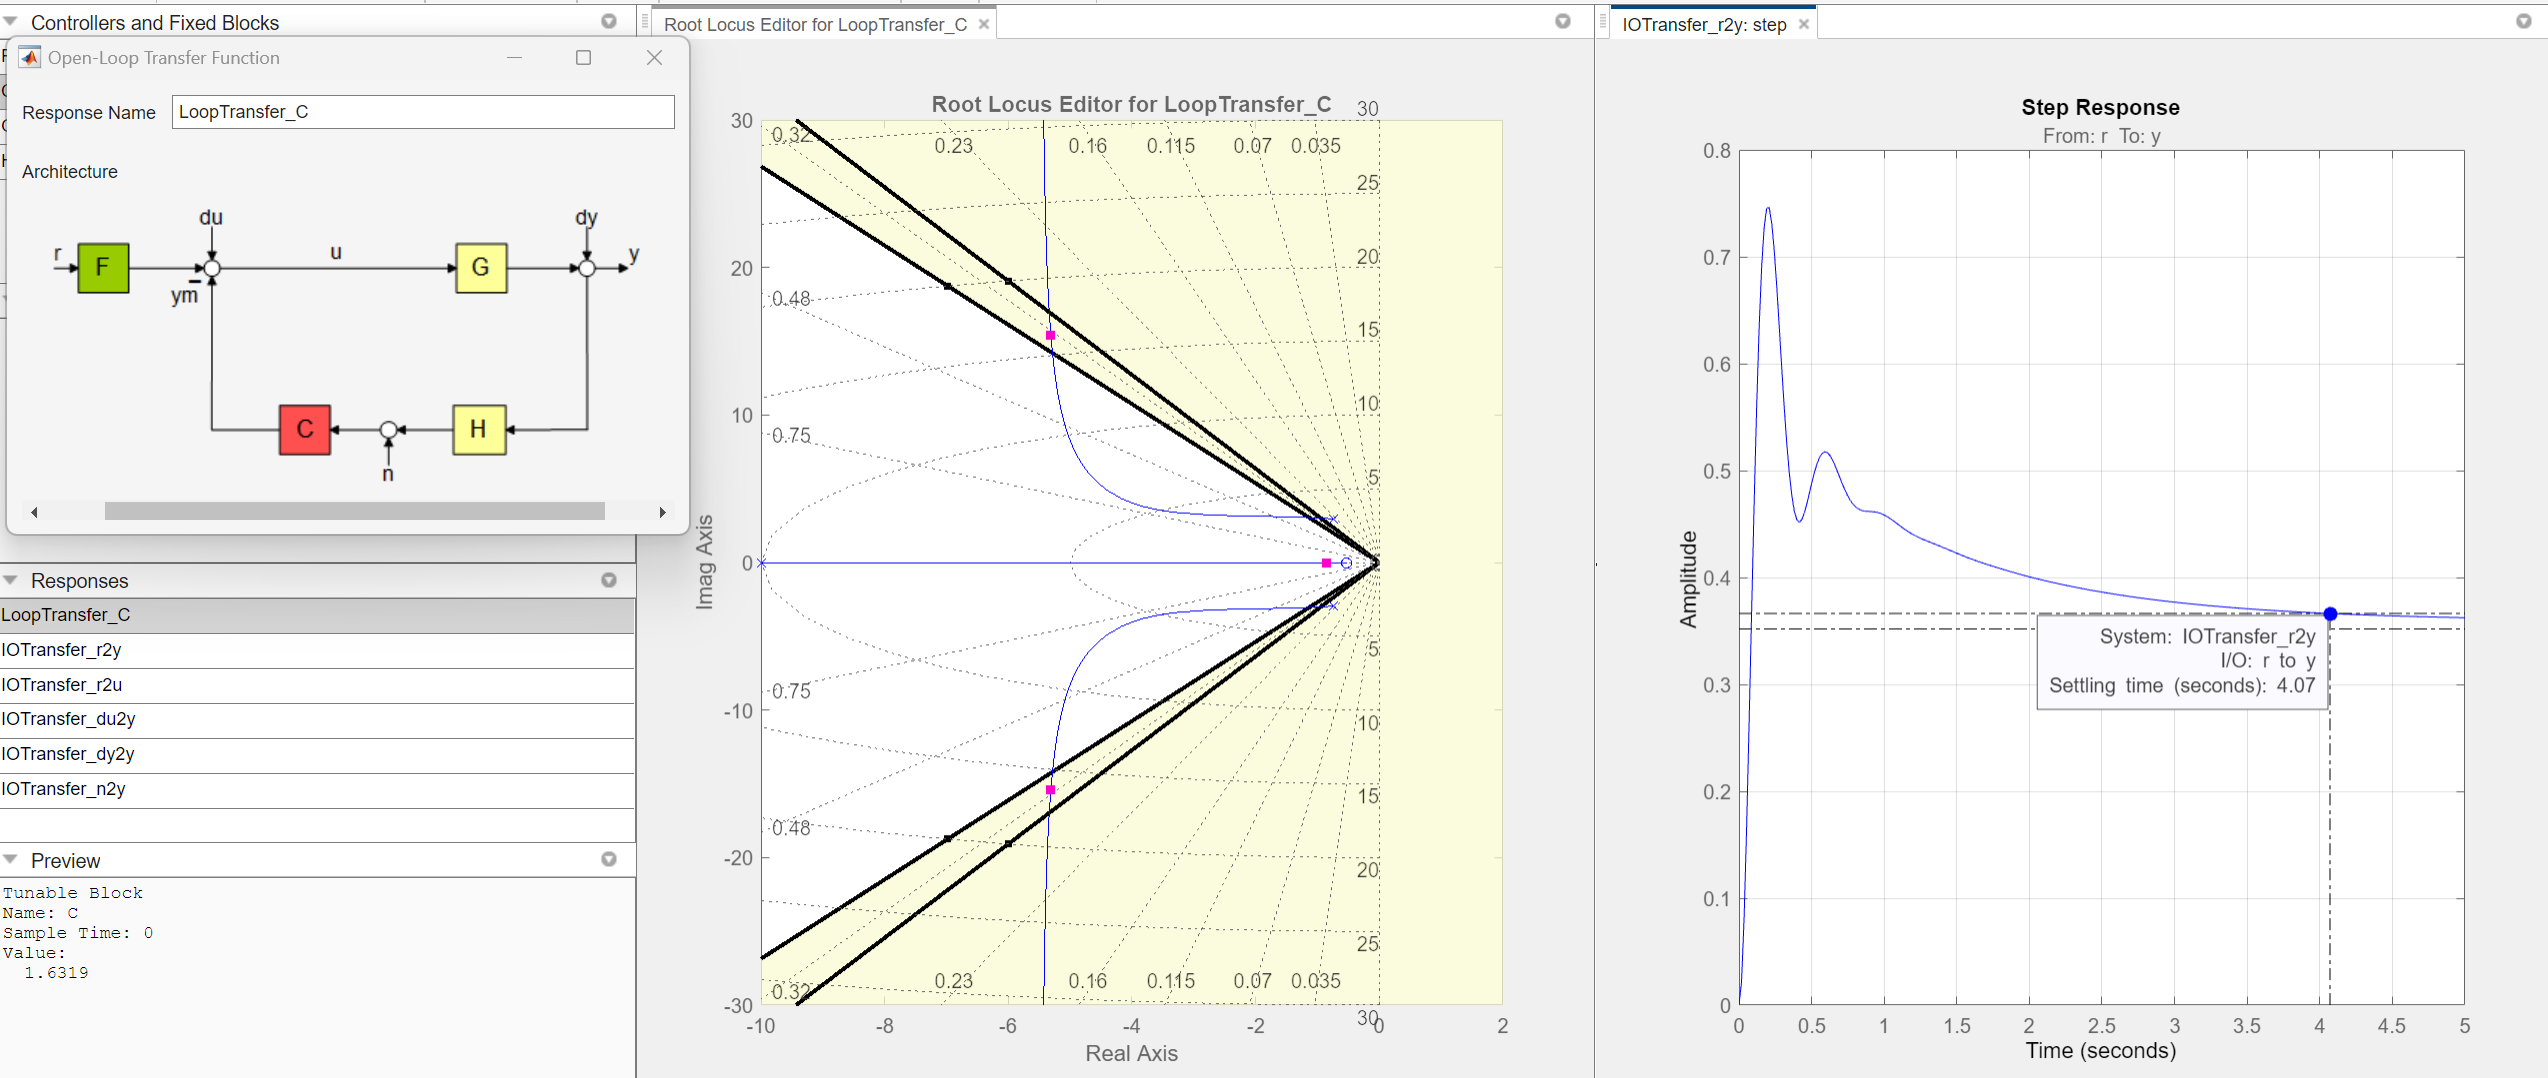 Controllers and Fixed Blocks
Open-Loop Transfer Function
Response Name
LoopTransfer_C
Architecture
du
dy
r
F
u
G
y
ym
C
H
n
Responses
LoopTransfer_C
IOTransfer_r2y
IOTransfer_r2u
IOTransfer_du2y
IOTransfer_dy2y
IOTransfer_n2y
Preview
Tunable Block
Name: C
Sample Time: 0
Value:
1.6319
Root Locus Editor for LoopTransfer_C
Root Locus Editor for LoopTransfer_C
30
30
0.32
0.23
0.16
0.115
0.07
0.035
25
20
20
0.48
15
10
10
0.75
5
0
Imag Axis
5
0.75
-10
10
15
0.48
-20
20
25
0.32
0.23
0.16
0.115
0.07
0.035
-30
30
-10
-8
-6
-4
-2
0
2
Real Axis
IOTransfer_r2y: step
Step Response
From: r To: y
0.8
0.7
0.6
0.5
0.4
0.3
0.2
0.1
0
Amplitude
System: IOTransfer_r2y
I/O: r to y
Settling time (seconds): 4.07
0
0.5
1
1.5
2
2.5
3
3.5
4
4.5
5
Time (seconds)